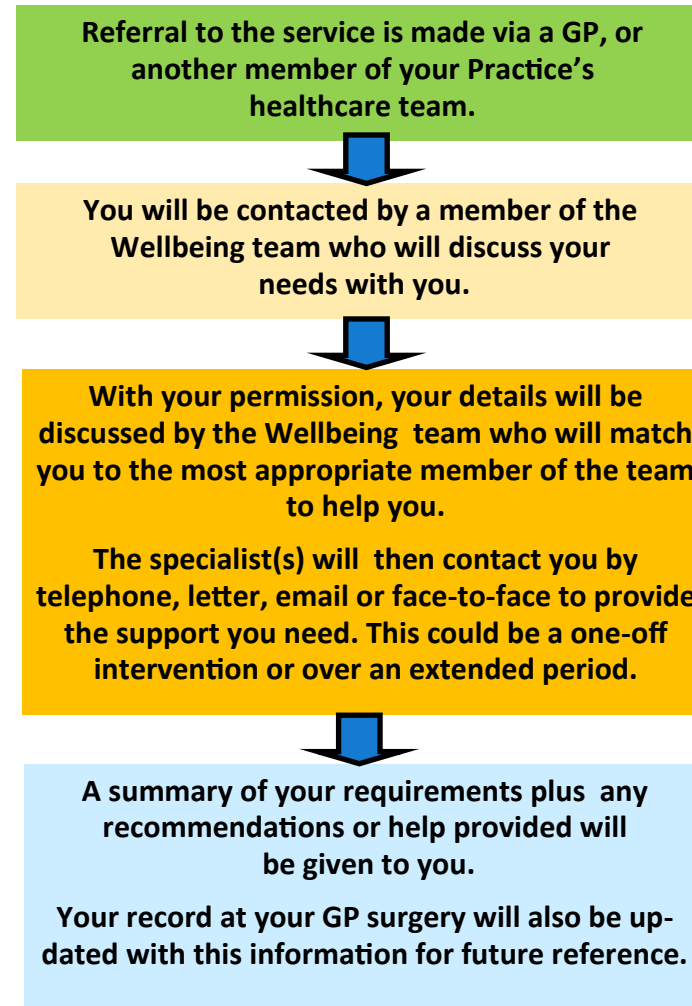 Referral to the service is made via a GP, or
another member of your Practice's
healthcare team.
You will be contacted by a member of the
Wellbeing team who will discuss your
needs with you.
With your permission, your details will be
discussed by the Wellbeing  team who will match
you to the most appropriate member of the team
to help you.
The specialist(s) will  then contact you by
telephone, letter, email or face-to-face to provide
the support you need. This could be a one-off
intervention or over an extended period.
A summary of your requirements plus  any
recommendations or help provided will
be given to you.
Your record at your GP surgery will also be up-
dated with this information for future reference.